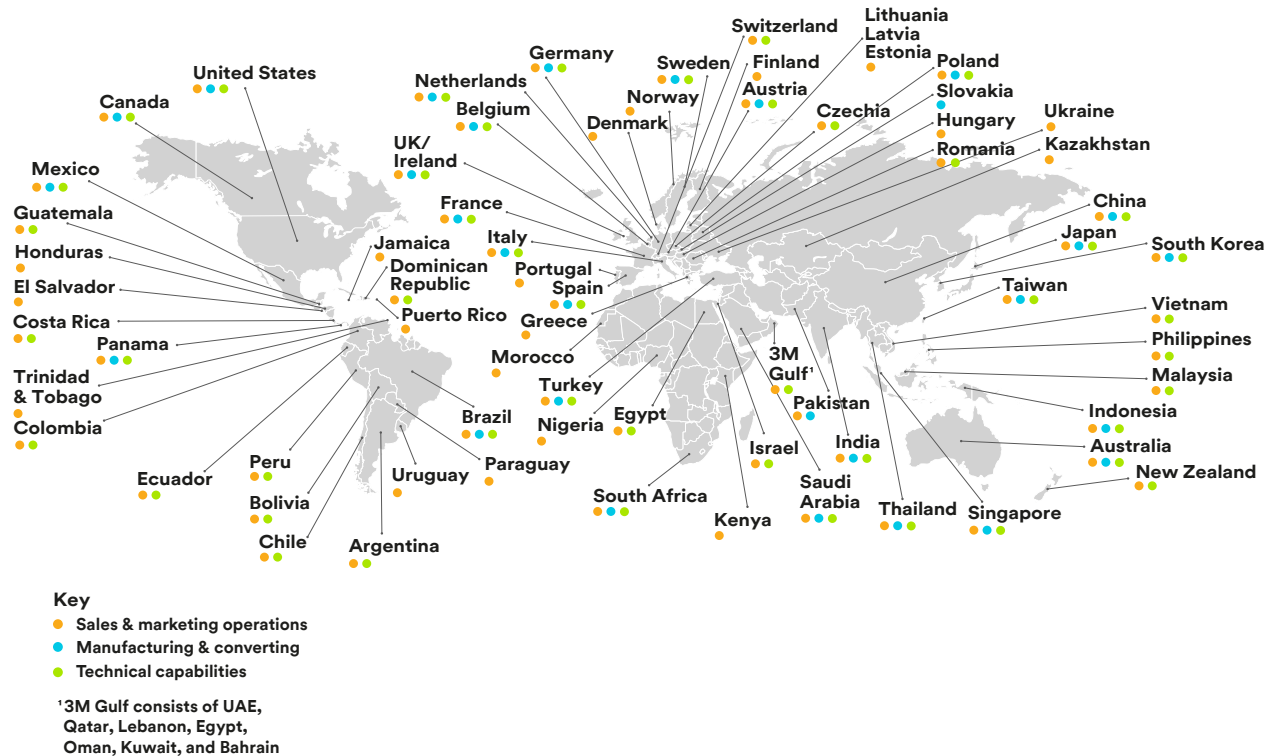 Switzerland
Lithuania
Latvia
Estonia
Germany
Sweden
Finland
Poland
United States
Netherlands
Austria
Slovakia
Canada
Belgium
Norway
Czechia
Ukraine
Denmark
Hungary
Kazakhstan
UK/
Ireland
Romania
Mexico
China
France
Japan
Guatemala
Italy
South Korea
Honduras
Jamaica
Dominican
Republic
Portugal
El Salvador
Spain
Taiwan
Vietnam
Costa Rica
Puerto Rico
Greece
Panama
Morocco
3M
Gulf¹
Philippines
Trinidad
& Tobago
Turkey
Malaysia
Pakistan
Colombia
Brazil
Nigeria
Egypt
Indonesia
India
Israel
Australia
Ecuador
Peru
Uruguay
Paraguay
New Zealand
Bolivia
South Africa
Saudi
Arabia
Thailand
Singapore
Chile
Argentina
Kenya
Key
Sales & marketing operations
Manufacturing & converting
Technical capabilities
¹3M Gulf consists of UAE,
Qatar, Lebanon, Egypt,
Oman, Kuwait, and Bahrain